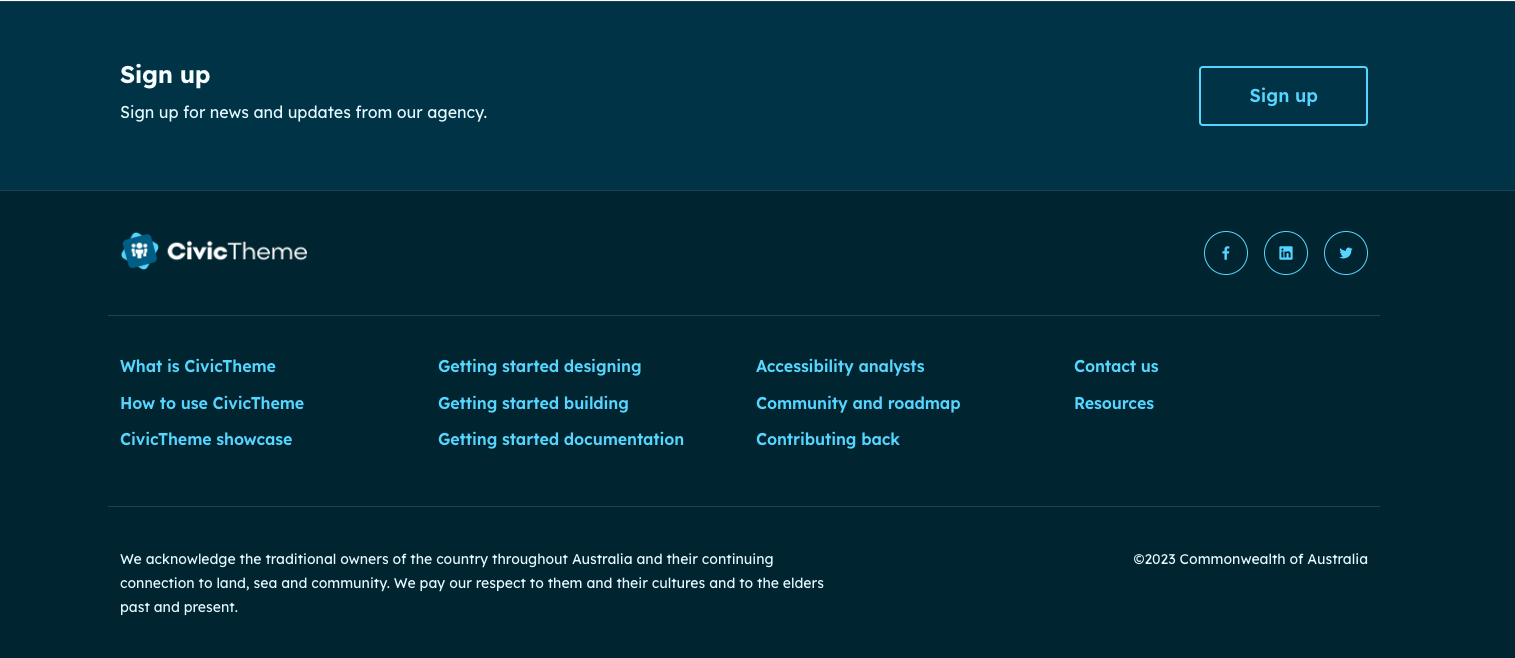 Sign up
Sign up for news and updates from our agency.
Sign up
CivicTheme
What is CivicTheme
How to use CivicTheme
CivicTheme showcase
Getting started designing
Getting started building
Getting started documentation
Accessibility analysts
Community and roadmap
Contributing back
Contact us
Resources
We acknowledge the traditional owners of the country throughout Australia and their continuing
connection to land, sea and community. We pay our respect to them and their cultures and to the elders
past and present.
©2023 Commonwealth of Australia